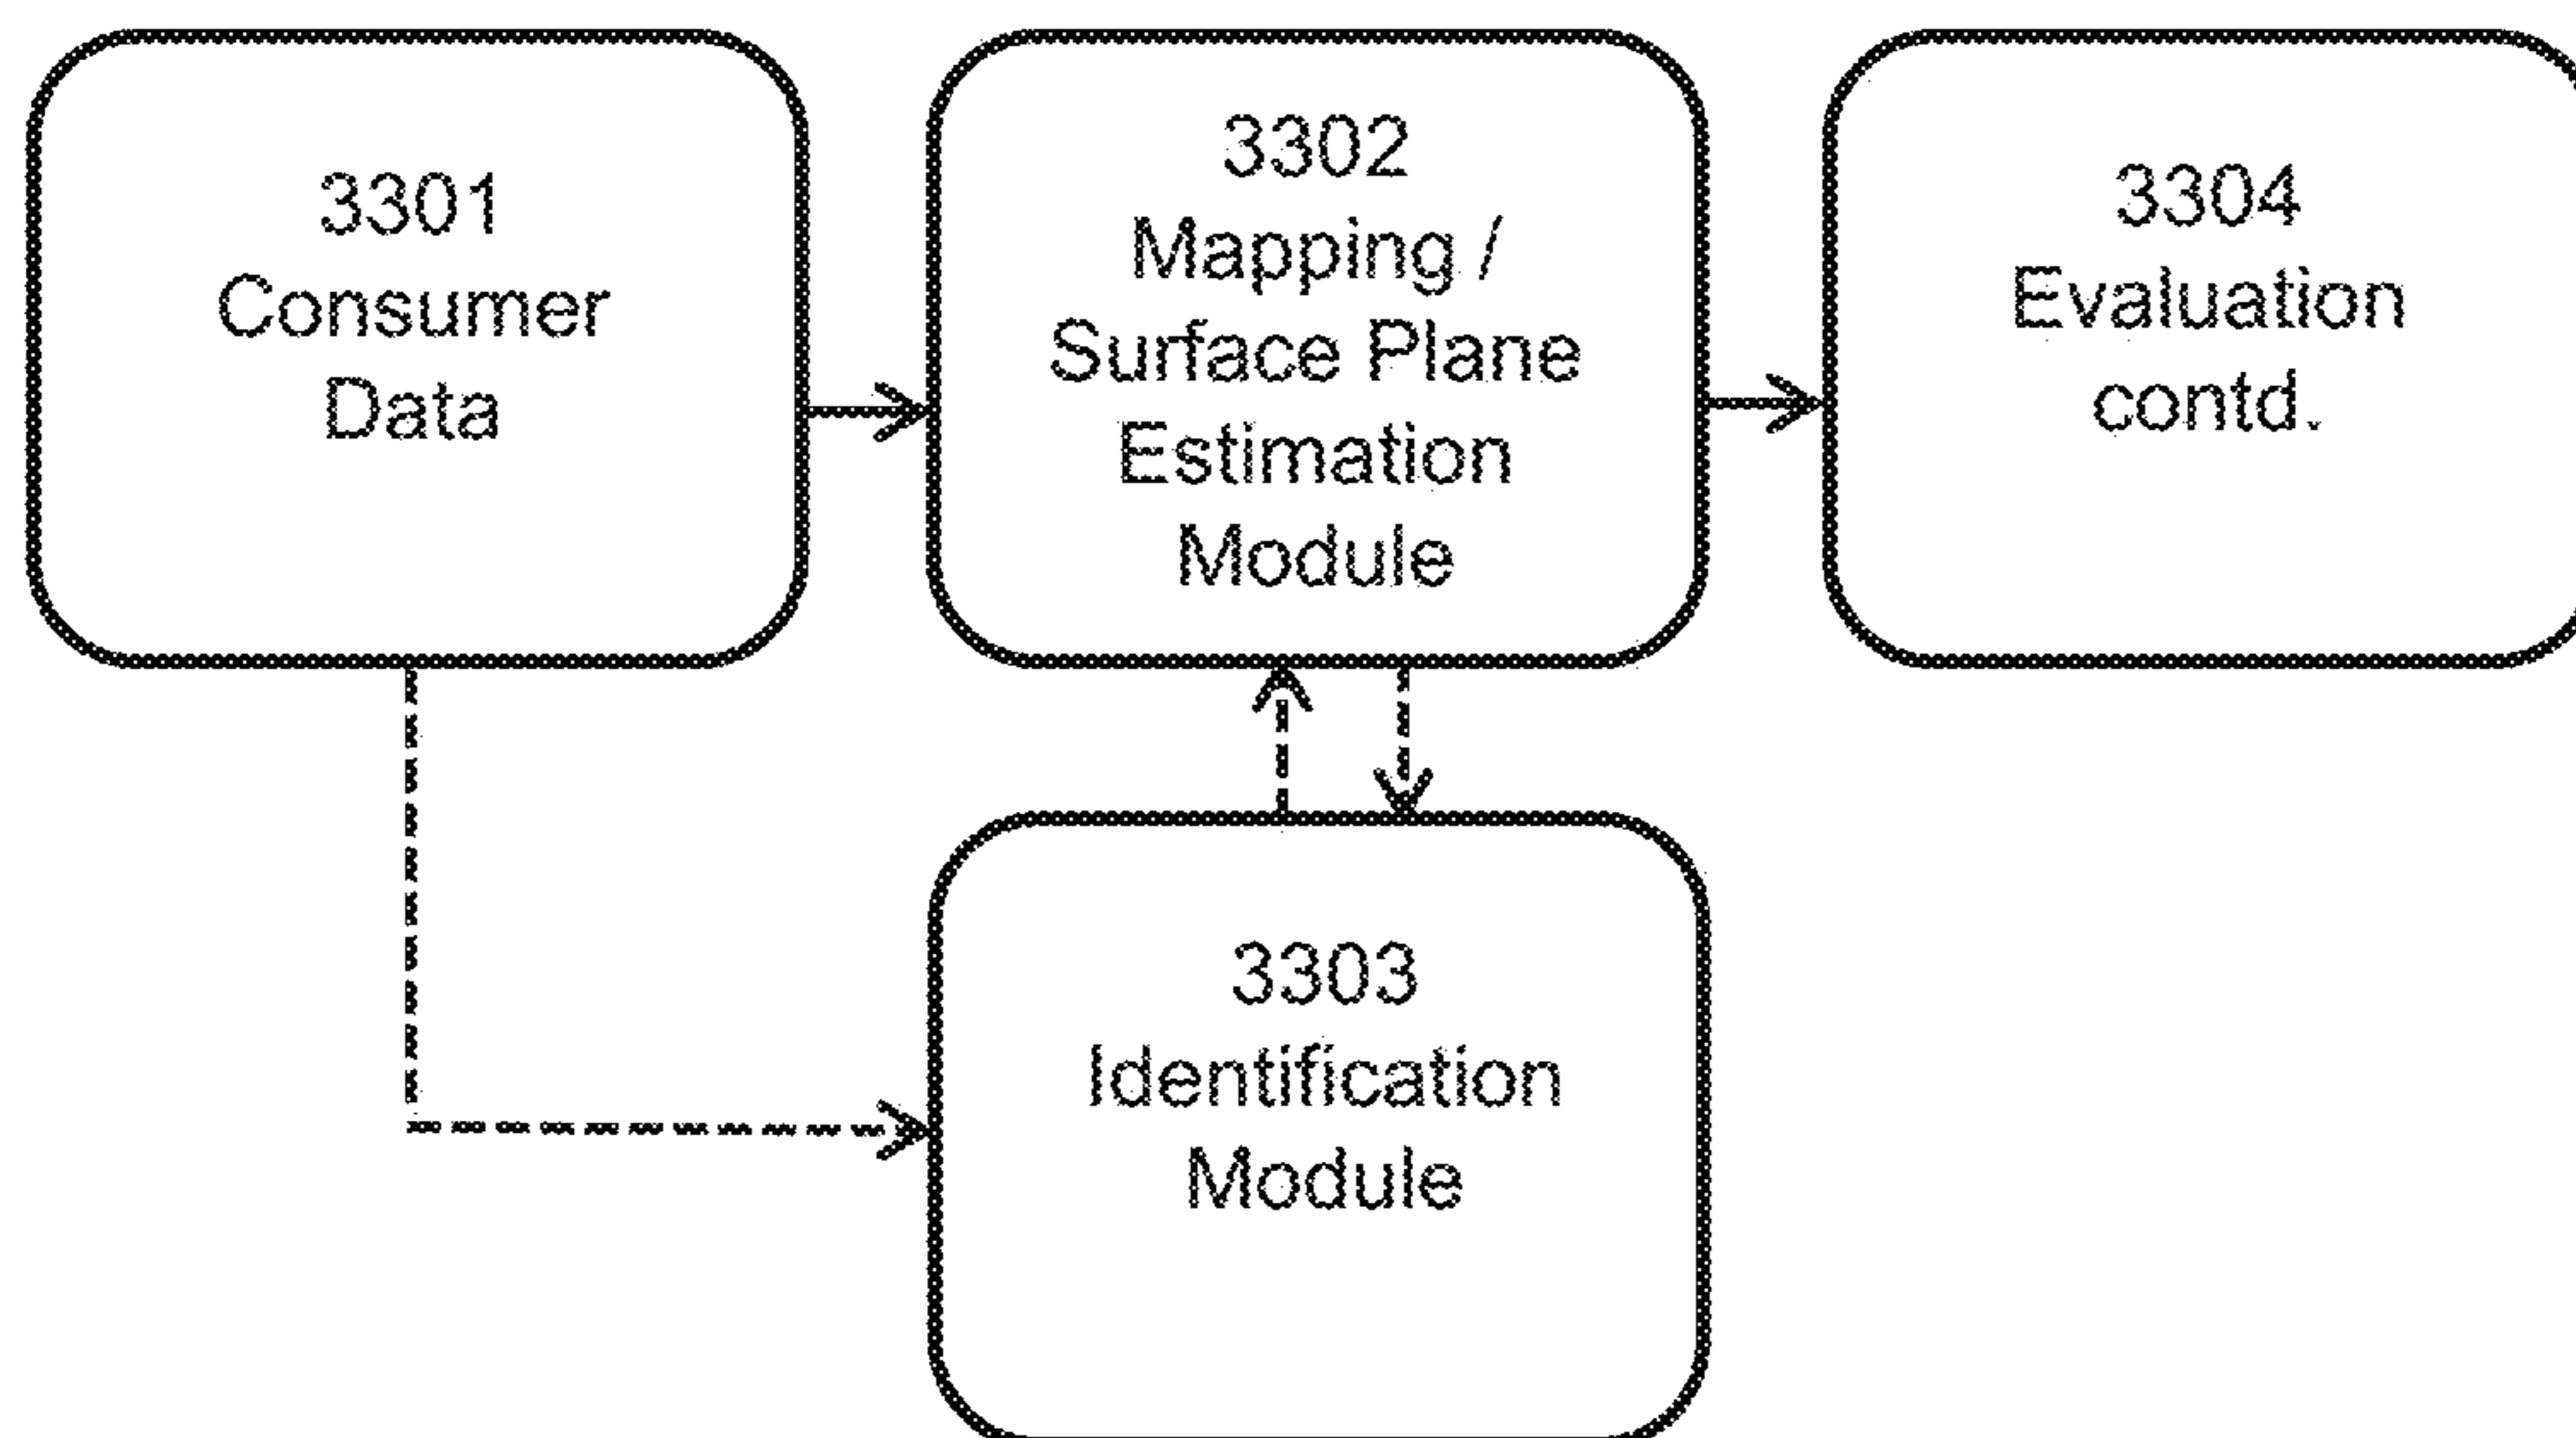 3301
Consumer
Data
3302
Mapping /
Surface Plane
Estimation
Module
3304
Evaluation
contd.
3303
Identification
Module